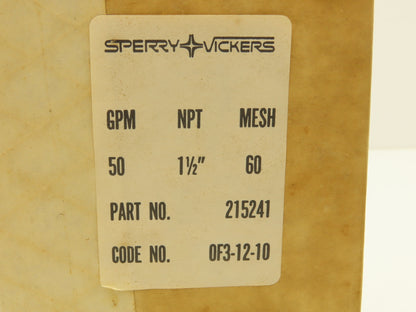 SPERRY VICKERS
GPM NPT MESH
50 1½" 60
PART NO. 215241
CODE NO. OF3-12-10